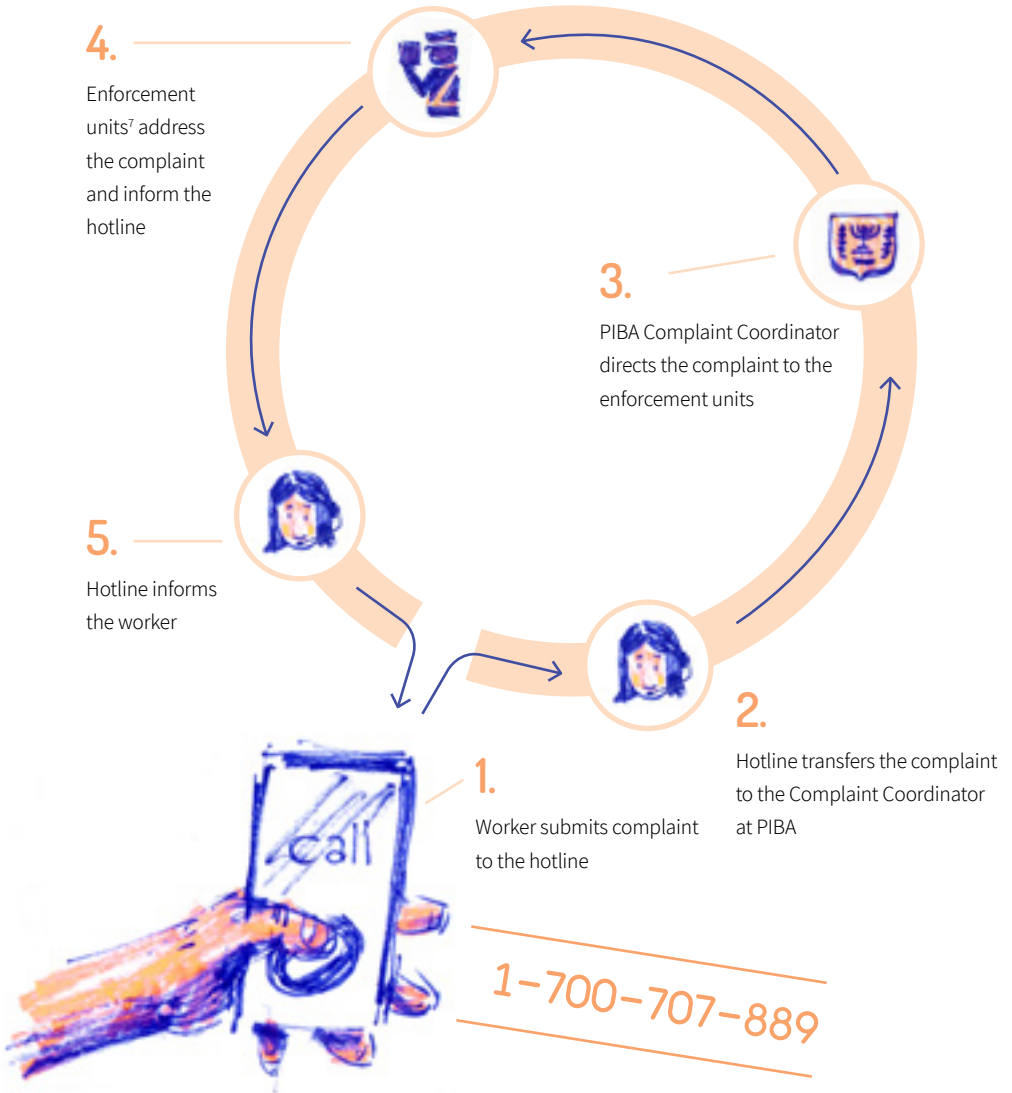 4.
Enforcement
units⁷ address
the complaint
and inform the
hotline
3.
PIBA Complaint Coordinator
directs the complaint to the
enforcement units
5.
Hotline informs
the worker
2.
Hotline transfers the complaint
to the Complaint Coordinator
at PIBA
1.
Worker submits complaint
to the hotline
call
1-700-707-889